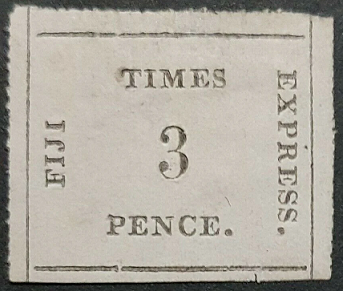 FIJI
TIMES
EXPRESS.
3
PENCE.